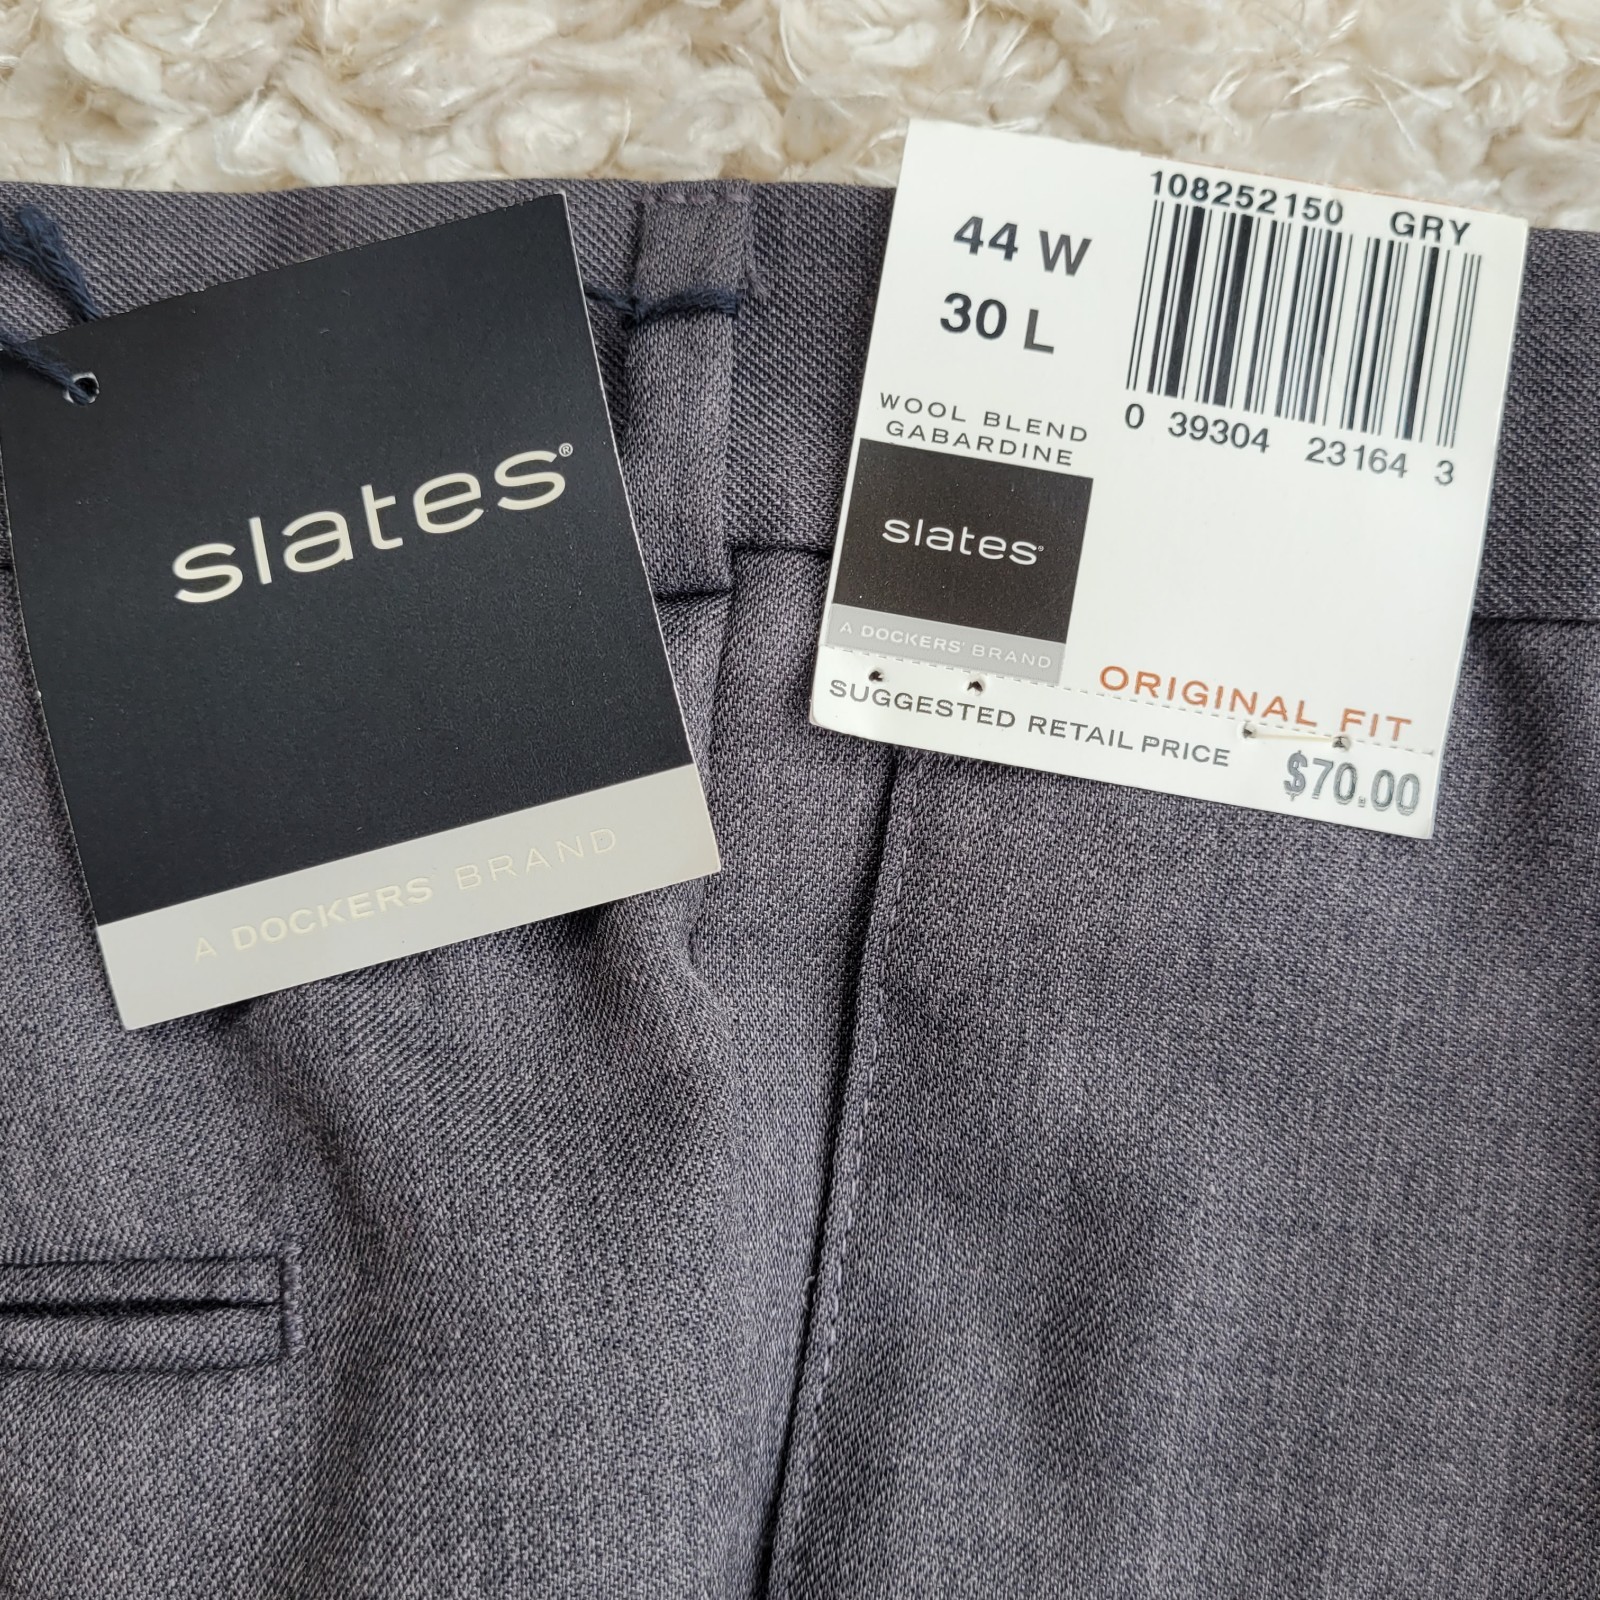 slates®
A DOCKERS® BRAND
108252150 GRY
44 W
30 L
0 39304 23164 3
WOOL BLEND
GABARDINE
slates®
A DOCKERS® BRAND
ORIGINAL FIT
SUGGESTED RETAIL PRICE
$70.00